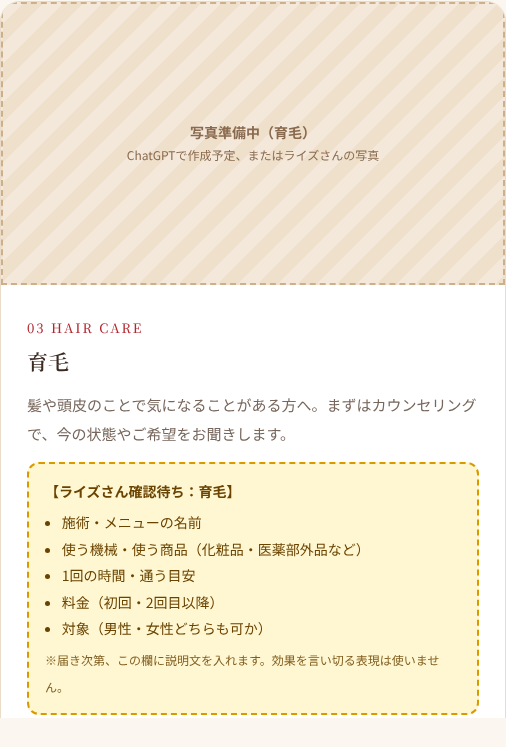 写真準備中（育毛）
ChatGPTで作成予定、またはライズさんの写真
03 HAIR CARE
育毛
髪や頭皮のことで気になることがある方へ。まずはカウンセリング
で、今の状態やご希望をお聞きします。
【ライズさん確認待ち：育毛】
• 施術・メニューの名前
• 使う機械・使う商品（化粧品・医薬部外品など）
• 1回の時間・通う目安
• 料金（初回・2回目以降）
• 対象（男性・女性どちらも可か）
※届き次第、この欄に説明文を入れます。効果を言い切る表現は使いませ
ん。